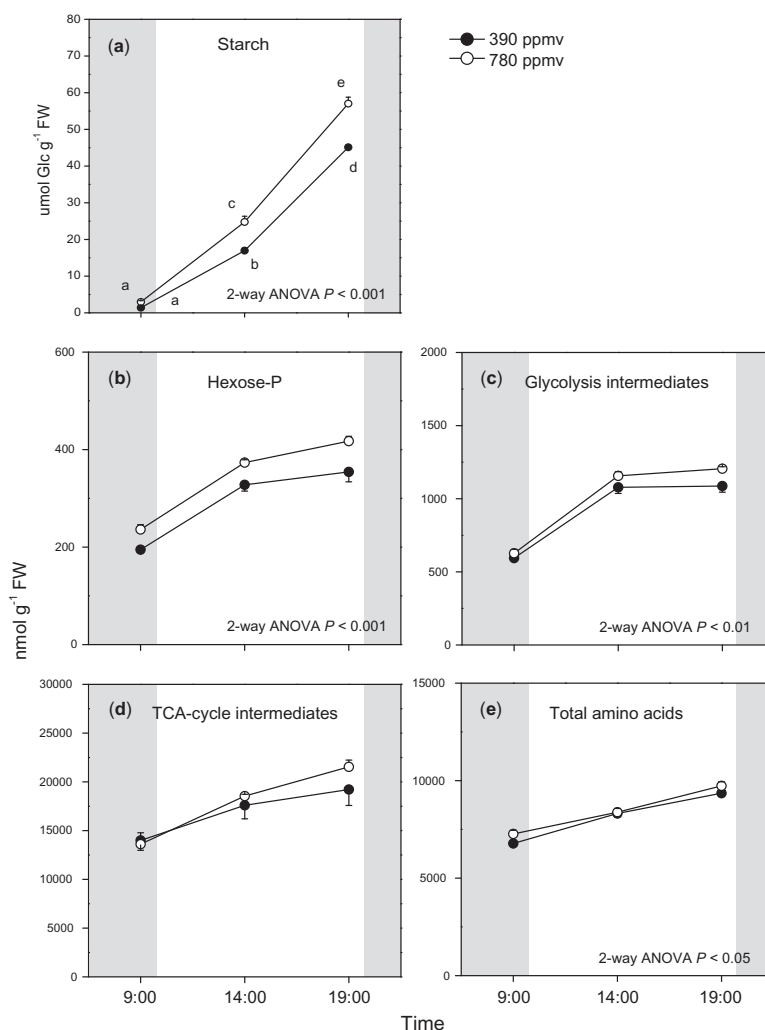 (a) Starch
390 ppmv
780 ppmv
80
70
60
50
40
30
20
10
0
umol Glc g⁻¹ FW
a
a
c
b
e
d
2-way ANOVA P < 0.001
(b) Hexose-P
600
400
200
0
2-way ANOVA P < 0.001
(c) Glycolysis intermediates
2000
1500
1000
500
0
2-way ANOVA P < 0.01
nmol g⁻¹ FW
(d) TCA-cycle intermediates
30000
25000
20000
15000
10000
5000
0
9:00 14:00 19:00
(e) Total amino acids
15000
10000
5000
0
2-way ANOVA P < 0.05
9:00 14:00 19:00
Time